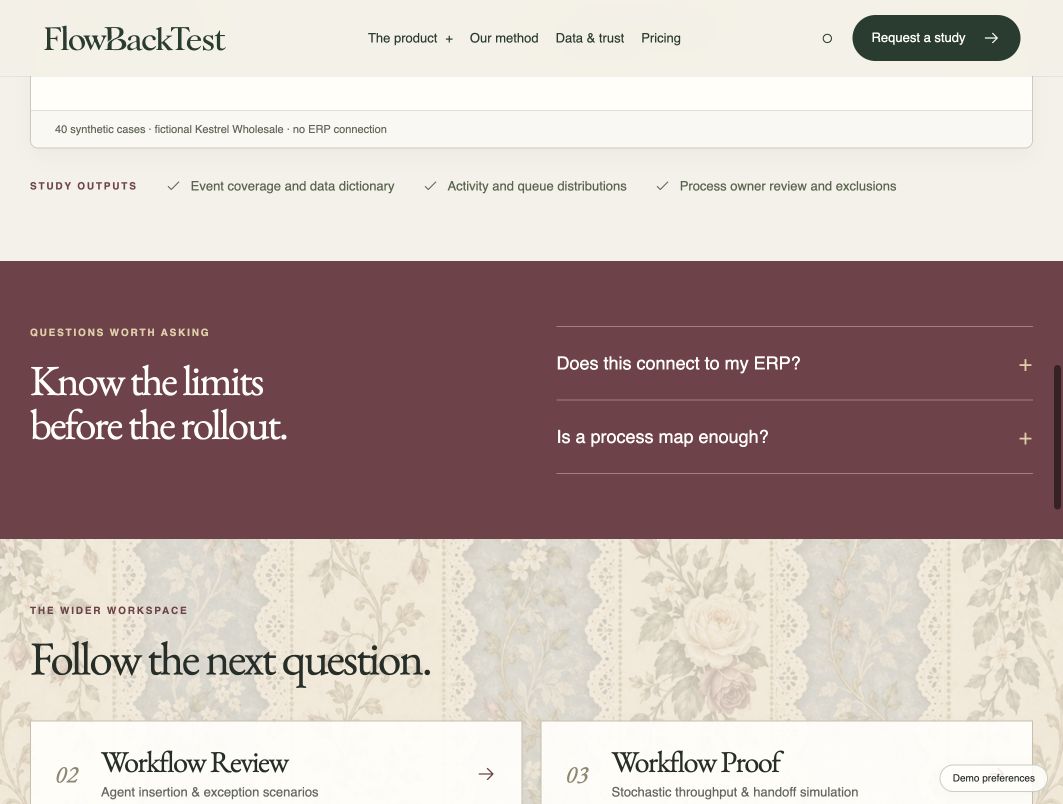 FlowBackTest
The product +
Our method
Data & trust
Pricing
Request a study →
40 synthetic cases · fictional Kestrel Wholesale · no ERP connection
STUDY OUTPUTS
✓ Event coverage and data dictionary
✓ Activity and queue distributions
✓ Process owner review and exclusions
QUESTIONS WORTH ASKING
Know the limits
before the rollout.
Does this connect to my ERP? +
Is a process map enough? +
THE WIDER WORKSPACE
Follow the next question.
02
Workflow Review
Agent insertion & exception scenarios
→
03
Workflow Proof
Stochastic throughput & handoff simulation
Demo preferences